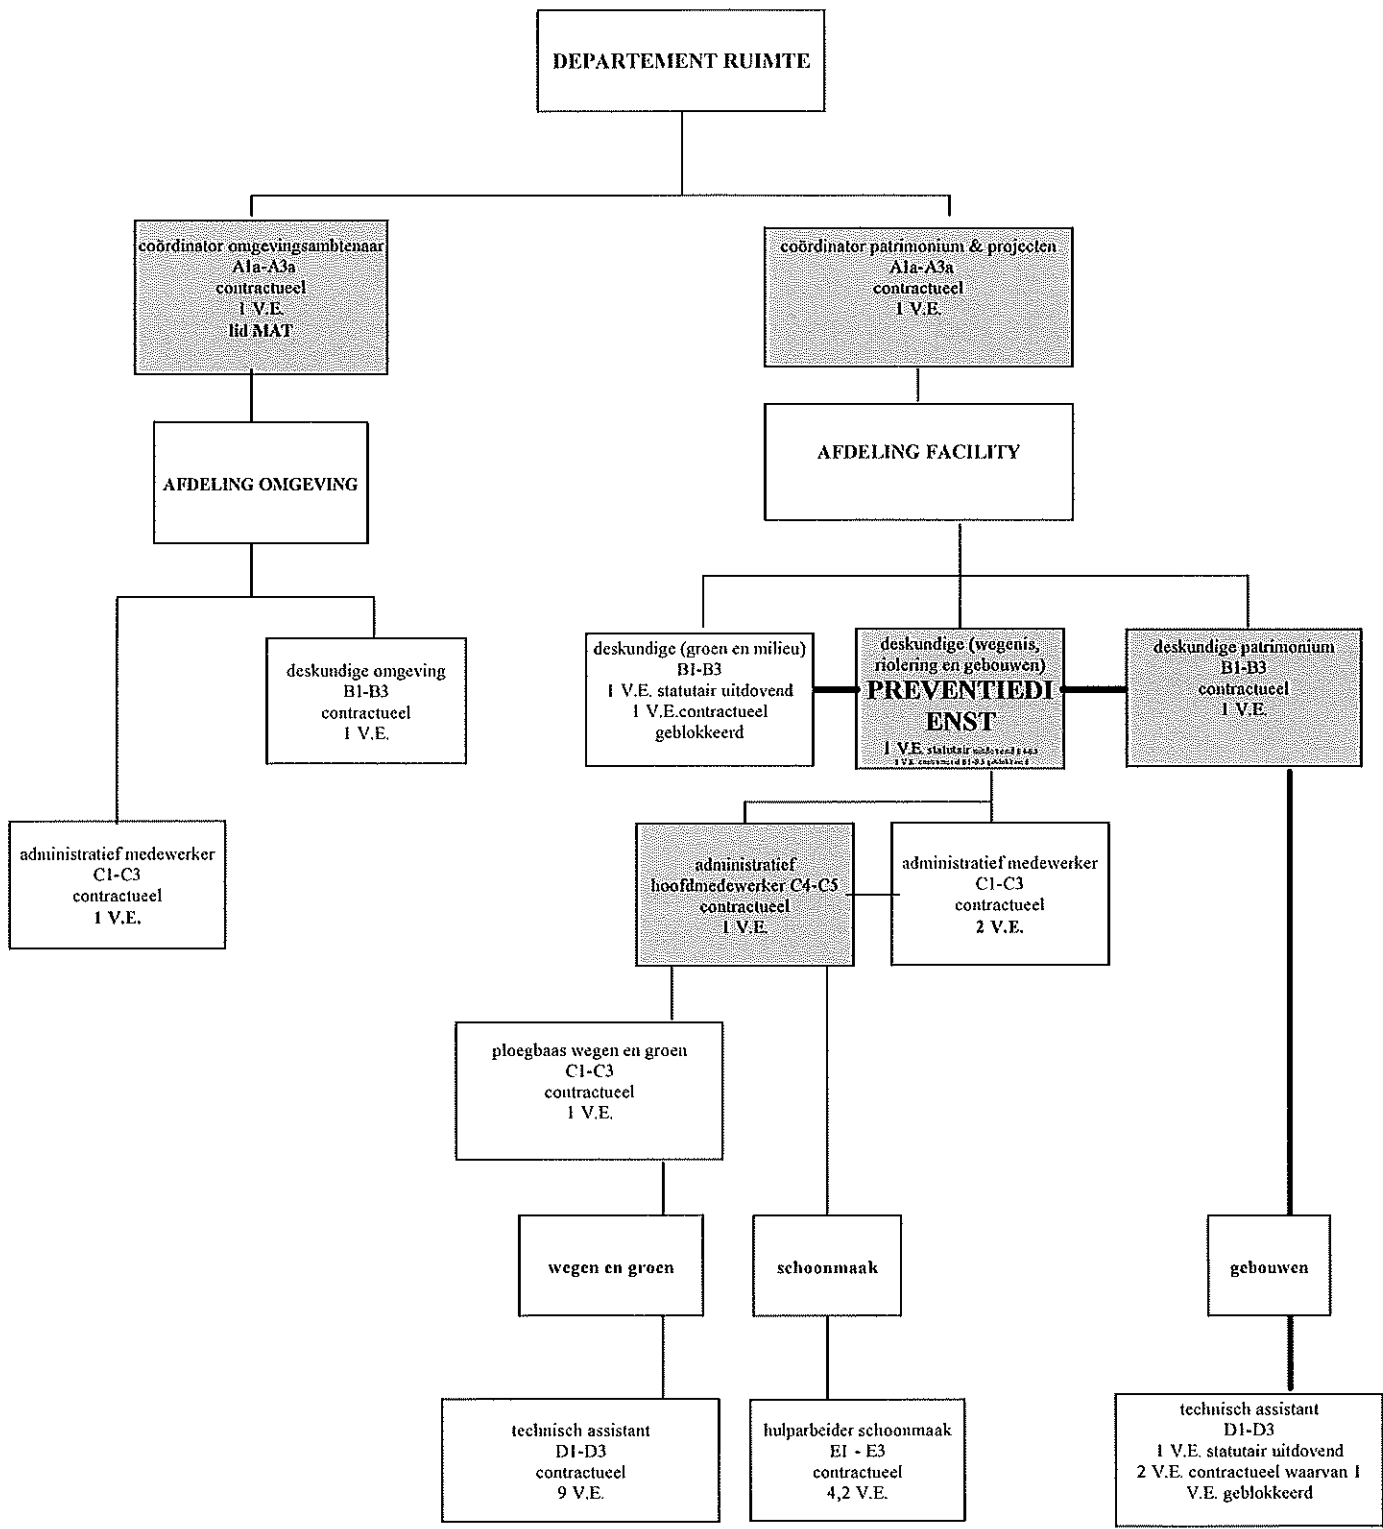 DEPARTEMENT RUIMTE
coördinator omgevingsambtenaar
A1a-A3a
contractueel
1 V.E.
lid MAT
coördinator patrimonium & projecten
A1a-A3a
contractueel
1 V.E.
AFDELING OMGEVING
AFDELING FACILITY
deskundige omgeving
B1-B3
contractueel
1 V.E.
deskundige (groen en milieu)
B1-B3
1 V.E. statutair uitdovend
1 V.E.contractueel
geblokkeerd
deskundige (wegenis,
riolering en gebouwen)
PREVENTIEDI
ENST
1 V.E. statutair
deskundige patrimonium
B1-B3
contractueel
1 V.E.
administratief medewerker
C1-C3
contractueel
1 V.E.
administratief
hoofdmedewerker C4-C5
contractueel
1 V.E.
administratief medewerker
C1-C3
contractueel
2 V.E.
ploegbaas wegen en groen
C1-C3
contractueel
1 V.E.
wegen en groen
schoonmaak
gebouwen
technisch assistant
D1-D3
contractueel
9 V.E.
hulparbeider schoonmaak
E1 - E3
contractueel
4,2 V.E.
technisch assistant
D1-D3
1 V.E. statutair uitdovend
2 V.E. contractueel waarvan 1
V.E. geblokkeerd